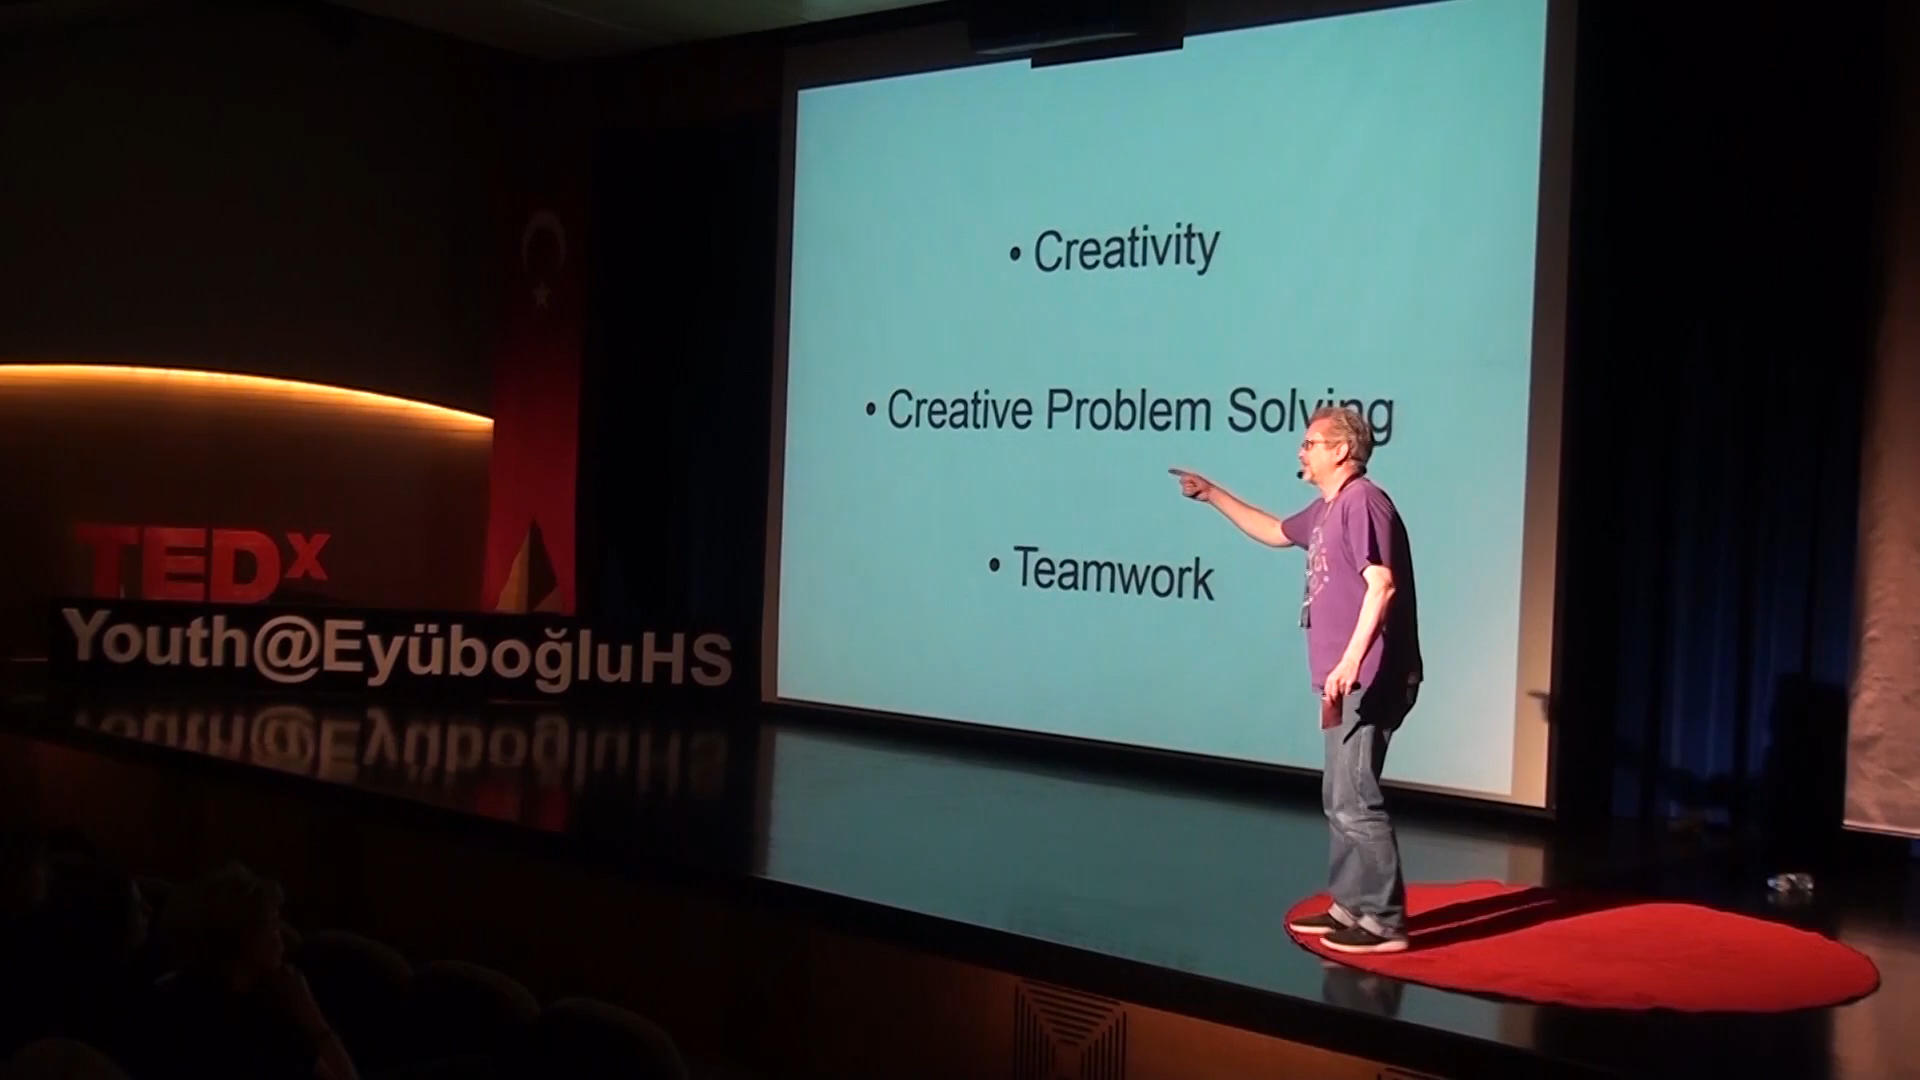 • Creativity
• Creative Problem Solving
• Teamwork
TEDx
Youth@EyüboğluHS